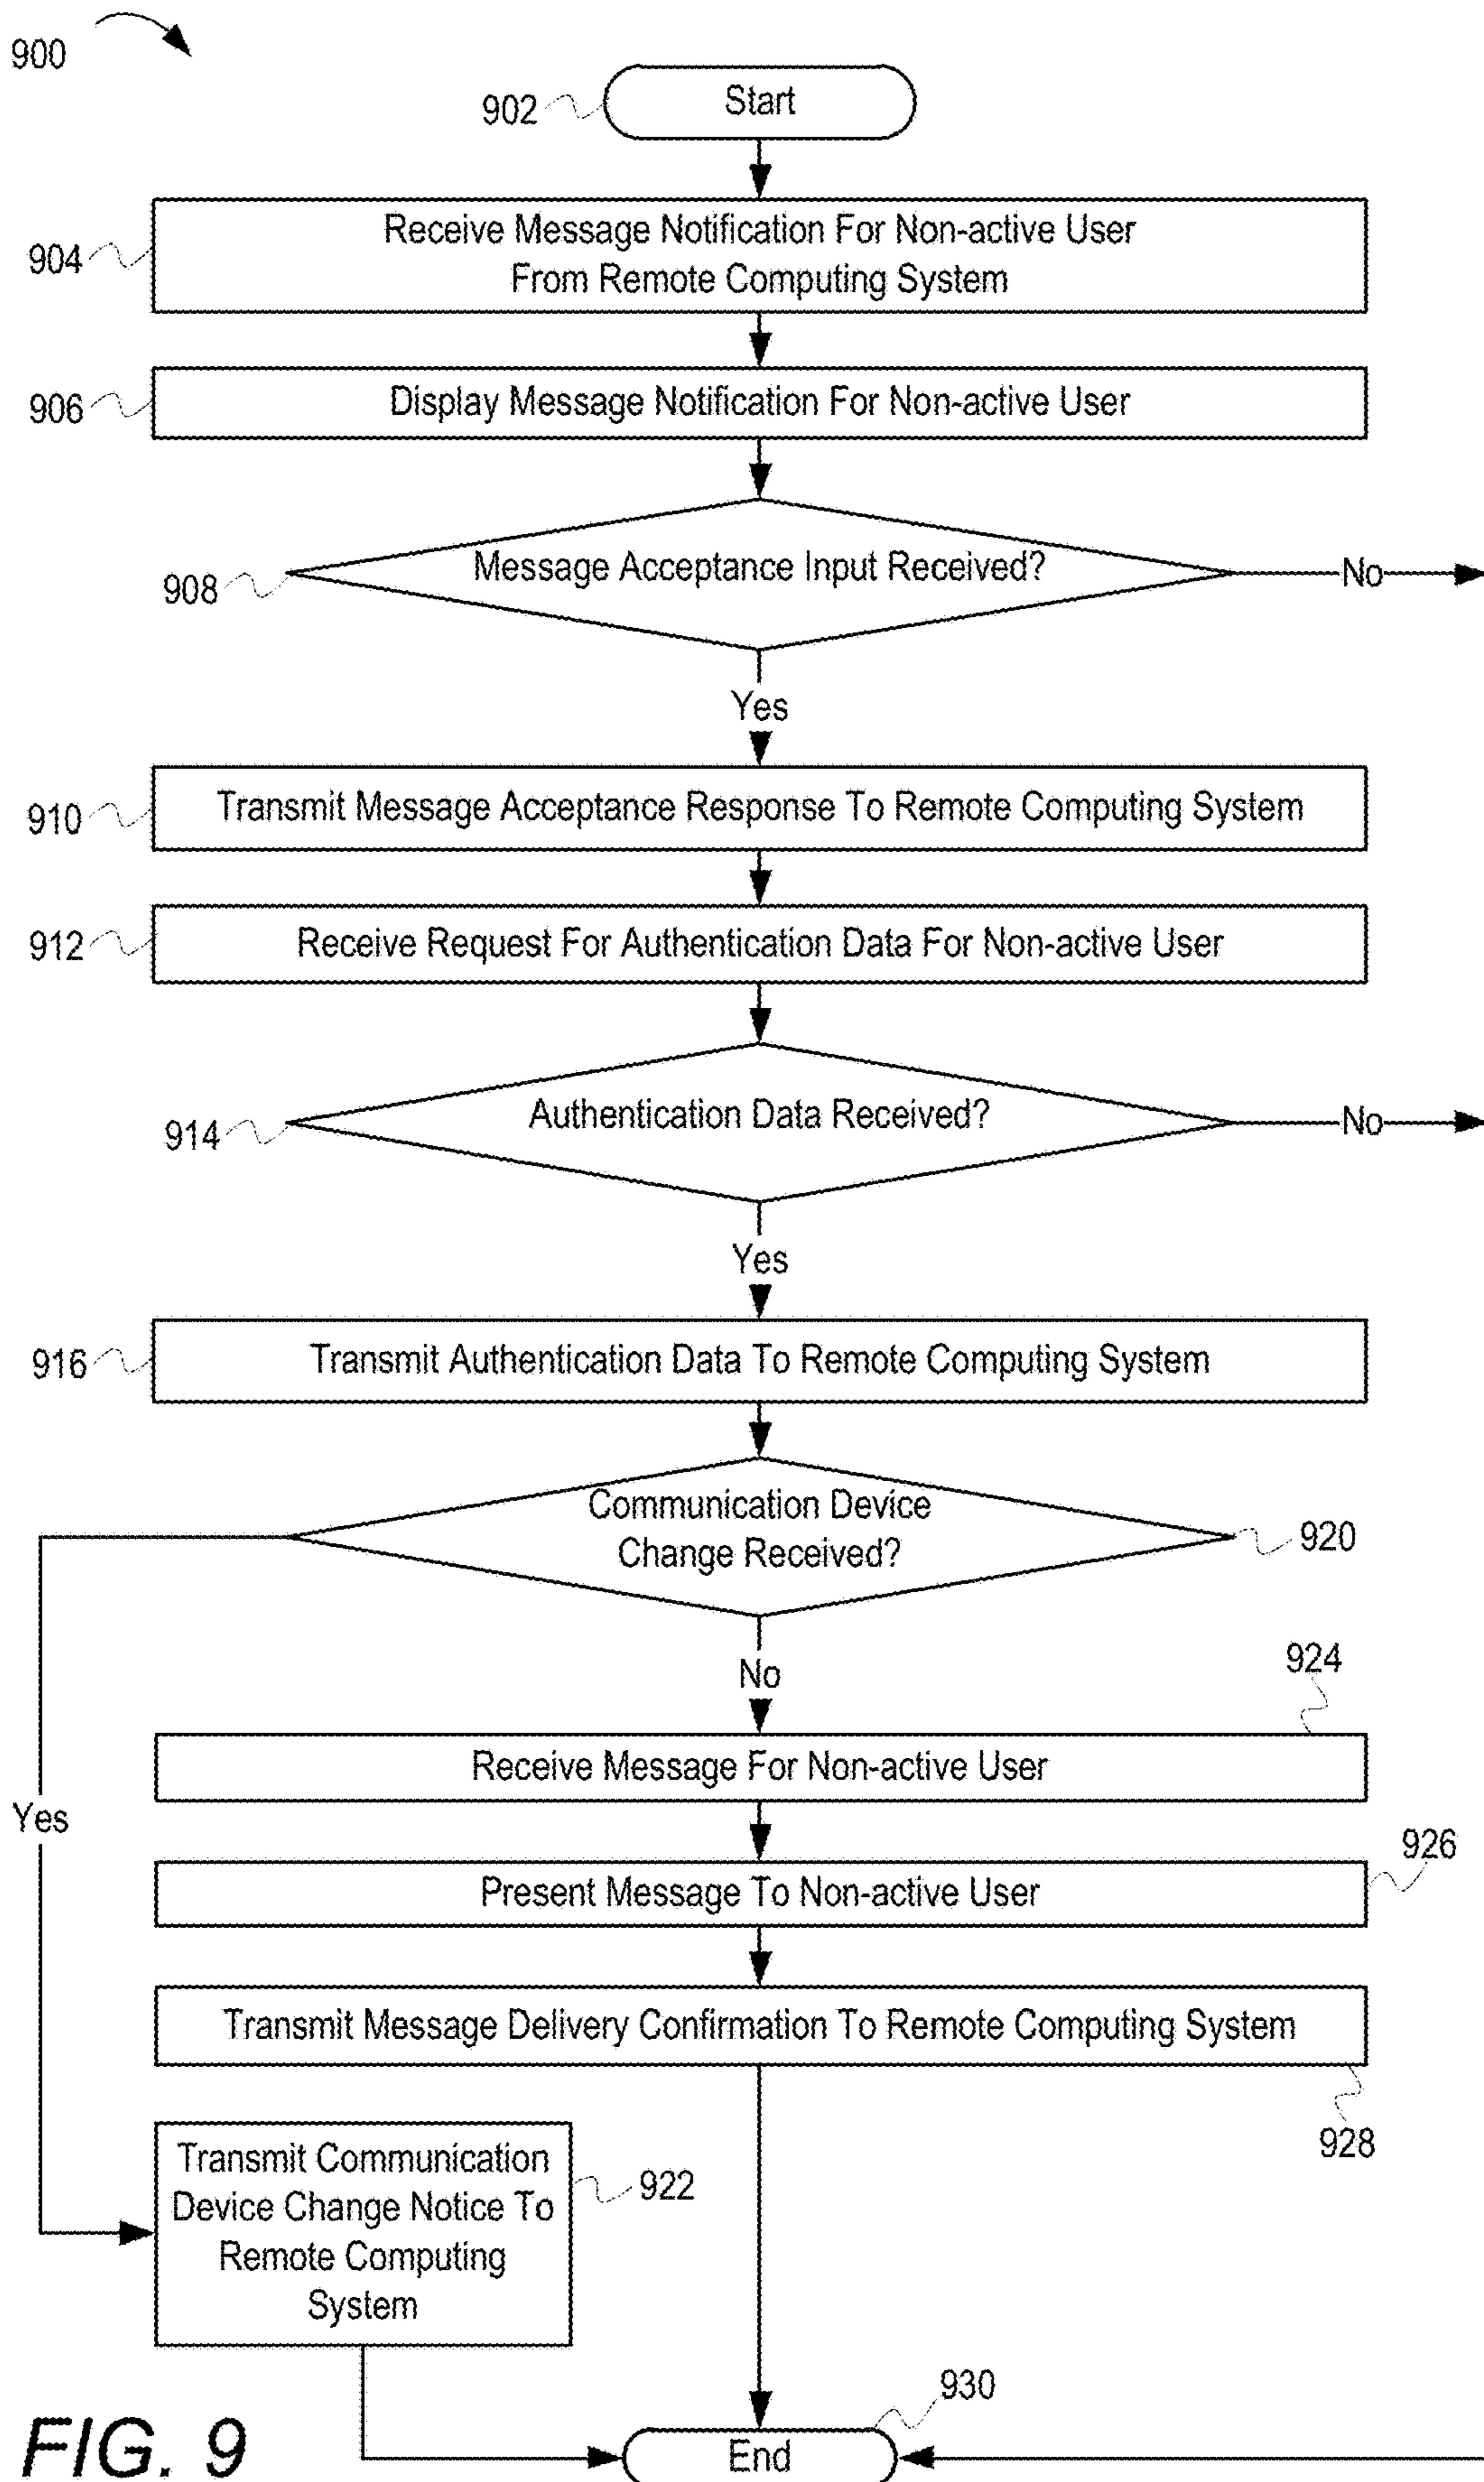 900
902
Start
904
Receive Message Notification For Non-active User
From Remote Computing System
906
Display Message Notification For Non-active User
908
Message Acceptance Input Received?
No
Yes
910
Transmit Message Acceptance Response To Remote Computing System
912
Receive Request For Authentication Data For Non-active User
914
Authentication Data Received?
No
Yes
916
Transmit Authentication Data To Remote Computing System
Communication Device
Change Received?
920
No
924
Receive Message For Non-active User
Yes
926
Present Message To Non-active User
Transmit Message Delivery Confirmation To Remote Computing System
928
Transmit Communication
Device Change Notice To
Remote Computing
System
922
930
End
FIG. 9